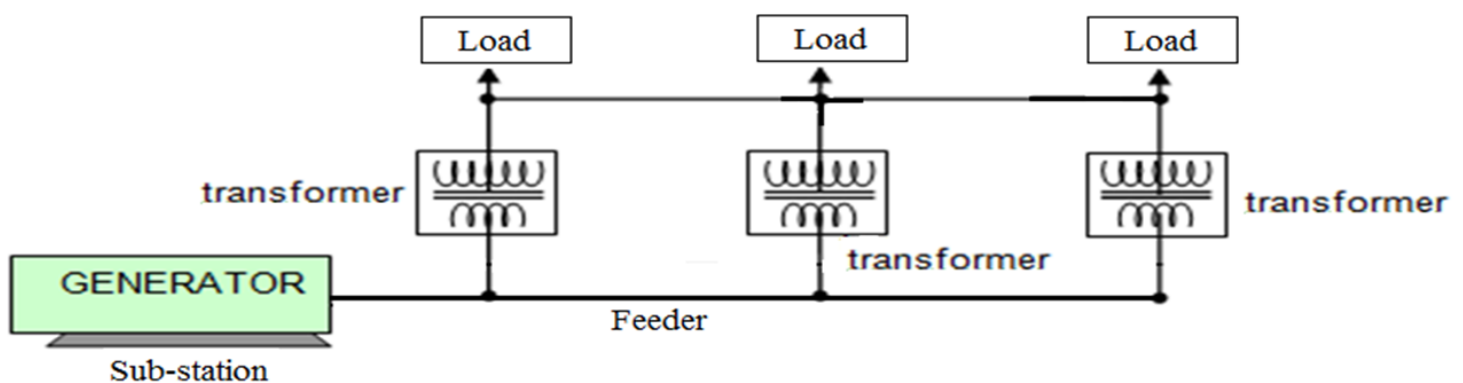 Load
Load
Load
transformer
transformer
transformer
GENERATOR
Feeder
Sub-station